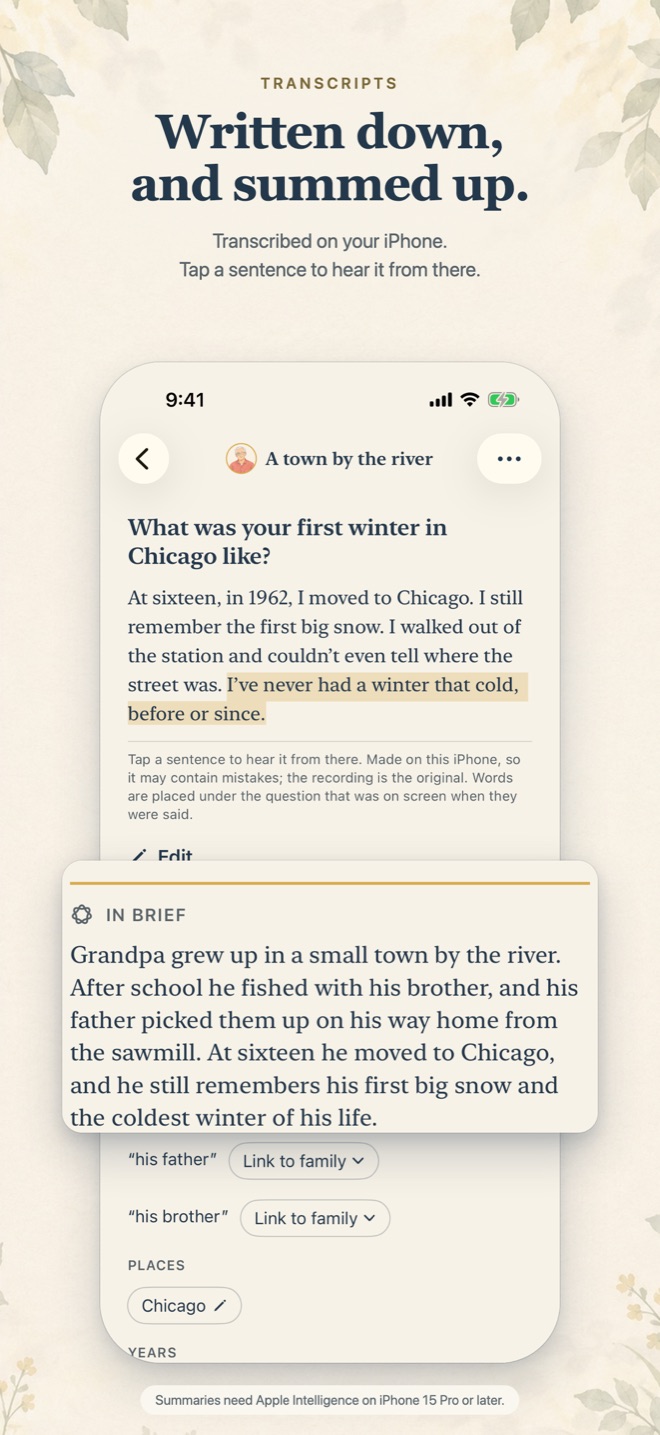 TRANSCRIPTS
Written down,
and summed up.
Transcribed on your iPhone.
Tap a sentence to hear it from there.
9:41
A town by the river
What was your first winter in
Chicago like?
At sixteen, in 1962, I moved to Chicago. I still
remember the first big snow. I walked out of
the station and couldn’t even tell where the
street was. I’ve never had a winter that cold,
before or since.
Tap a sentence to hear it from there. Made on this iPhone, so
it may contain mistakes; the recording is the original. Words
are placed under the question that was on screen when they
were said.
Edit
IN BRIEF
Grandpa grew up in a small town by the river.
After school he fished with his brother, and his
father picked them up on his way home from
the sawmill. At sixteen he moved to Chicago,
and he still remembers his first big snow and
the coldest winter of his life.
“his father” Link to family
“his brother” Link to family
PLACES
Chicago
YEARS
Summaries need Apple Intelligence on iPhone 15 Pro or later.